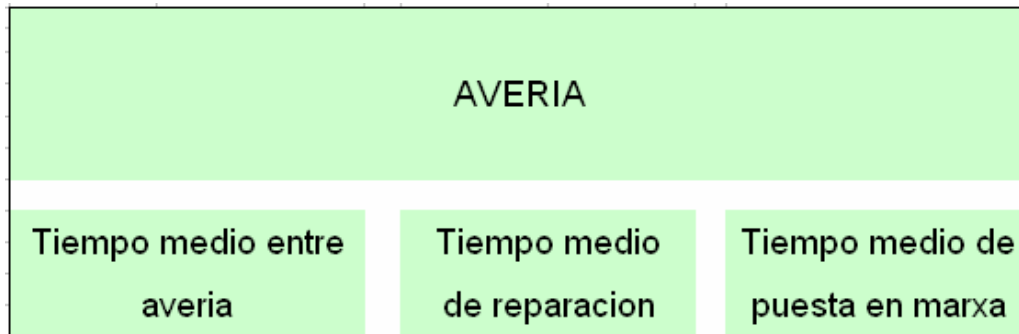 AVERIA
Tiempo medio entre
averia
Tiempo medio
de reparacion
Tiempo medio de
puesta en marxa